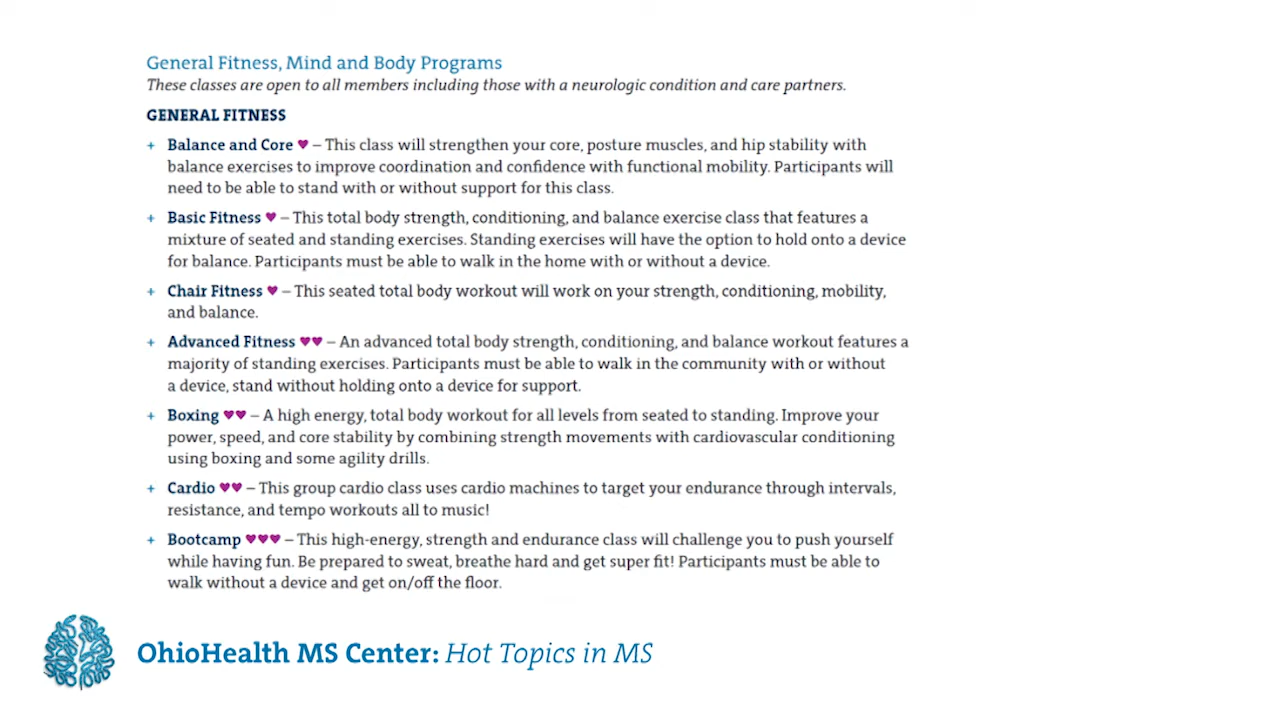 General Fitness, Mind and Body Programs
These classes are open to all members including those with a neurologic condition and care partners.
GENERAL FITNESS
+ Balance and Core ♥ – This class will strengthen your core, posture muscles, and hip stability with
balance exercises to improve coordination and confidence with functional mobility. Participants will
need to be able to stand with or without support for this class.
+ Basic Fitness ♥ – This total body strength, conditioning, and balance exercise class that features a
mixture of seated and standing exercises. Standing exercises will have the option to hold onto a device
for balance. Participants must be able to walk in the home with or without a device.
+ Chair Fitness ♥ – This seated total body workout will work on your strength, conditioning, mobility,
and balance.
+ Advanced Fitness ♥♥ – An advanced total body strength, conditioning, and balance workout features a
majority of standing exercises. Participants must be able to walk in the community with or without
a device, stand without holding onto a device for support.
+ Boxing ♥♥ – A high energy, total body workout for all levels from seated to standing. Improve your
power, speed, and core stability by combining strength movements with cardiovascular conditioning
using boxing and some agility drills.
+ Cardio ♥♥ – This group cardio class uses cardio machines to target your endurance through intervals,
resistance, and tempo workouts all to music!
+ Bootcamp ♥♥♥ – This high-energy, strength and endurance class will challenge you to push yourself
while having fun. Be prepared to sweat, breathe hard and get super fit! Participants must be able to
walk without a device and get on/off the floor.
OhioHealth MS Center: Hot Topics in MS